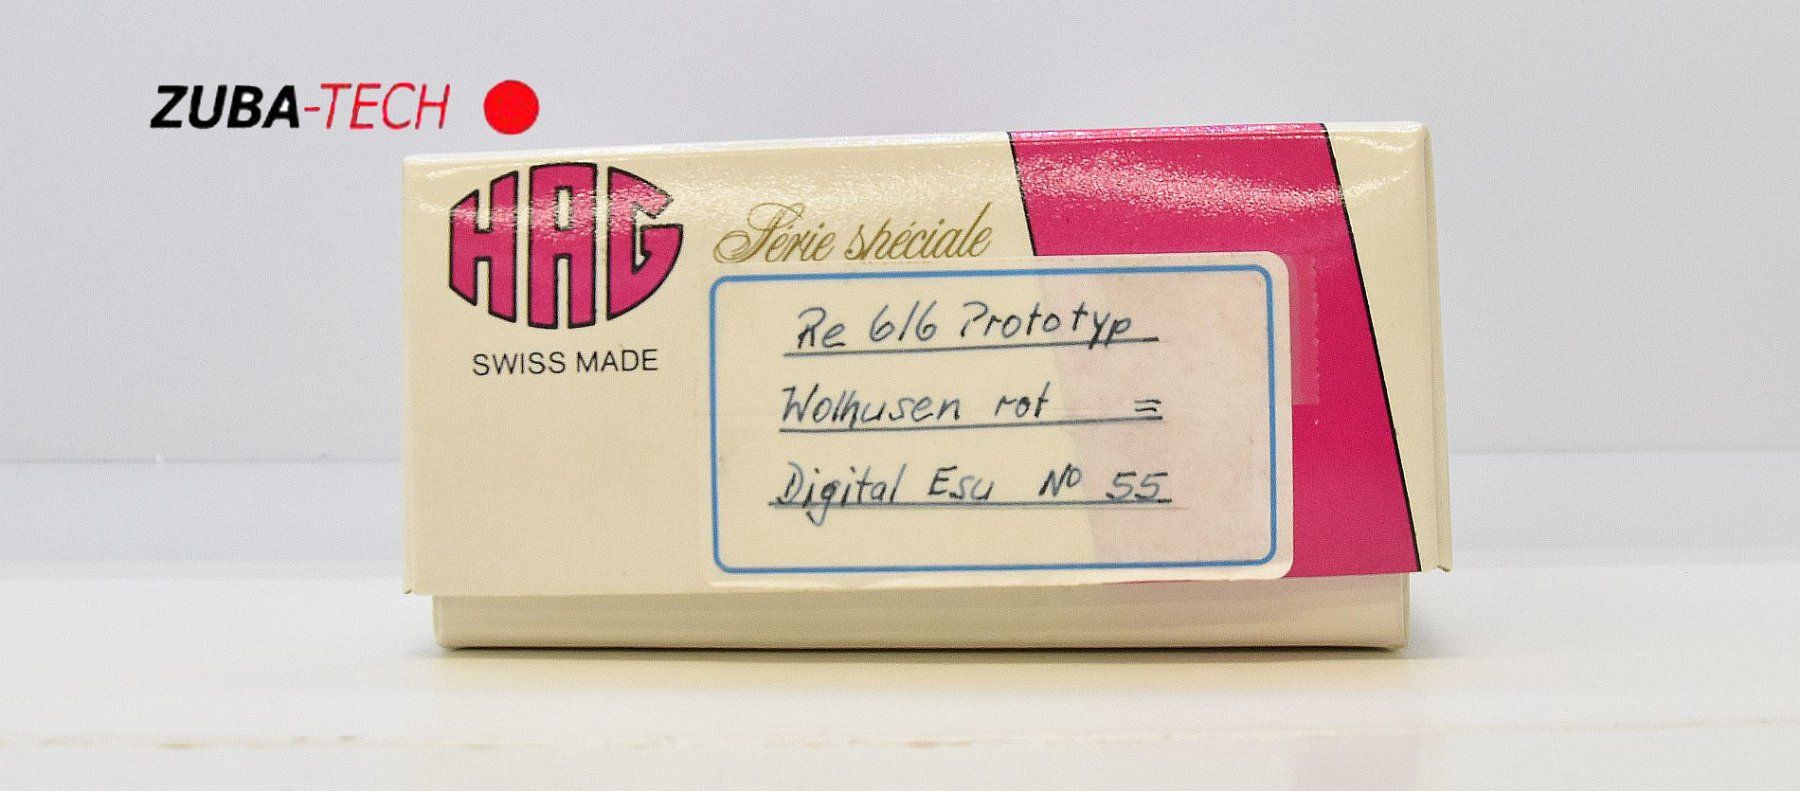 ZUBA-TECH
HAG
Série spéciale
SWISS MADE
Re 6/6 Prototyp
Wolhusen rot =
Digital Esu No 55